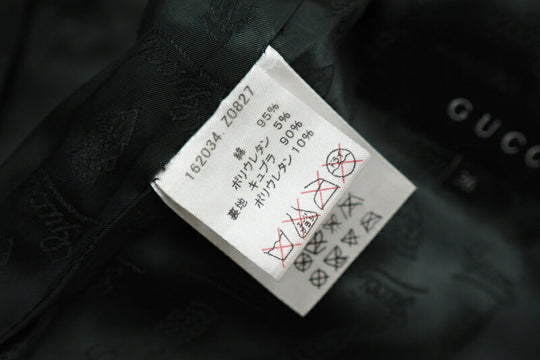 162034.Z0827
綿 95%
ポリウレタン 5%
裏地 キュプラ 90%
ポリウレタン 10%
GUCC
36